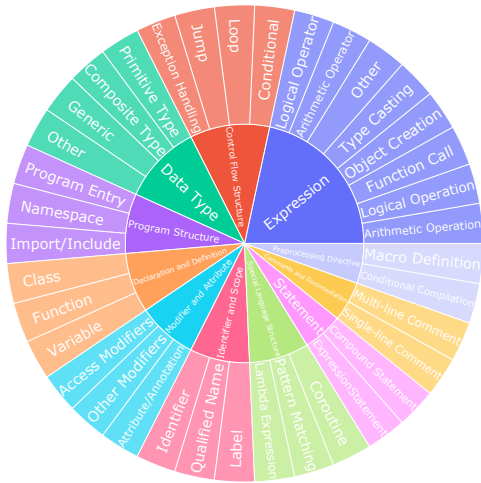 Expression
Logical Operator
Arithmetic Operator
Other
Type Casting
Object Creation
Function Call
Logical Operation
Arithmetic Operation
Preprocessing Directive
Macro Definition
Conditional Compilation
Comments and Documentation
Multi-line Comment
Single-line Comment
Statement
Compound Statement
ExpressionStatement
Special Language Structure
Coroutine
Pattern Matching
Lambda Expression
Identifier and Scope
Label
Qualified Name
Identifier
Modifier and Attribute
Attribute/Annotation
Other Modifiers
Access Modifiers
Declaration and Definition
Variable
Function
Class
Program Structure
Import/Include
Namespace
Program Entry
Data Type
Other
Generic
Composite Type
Primitive Type
Control Flow Structure
Exception Handling
Jump
Loop
Conditional